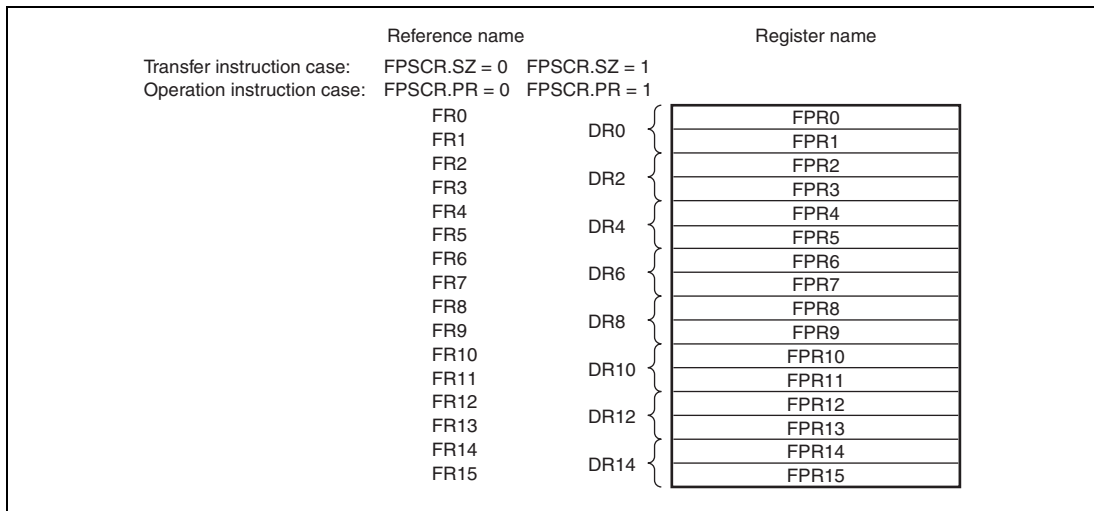 Reference name Register name
Transfer instruction case: FPSCR.SZ = 0 FPSCR.SZ = 1
Operation instruction case: FPSCR.PR = 0 FPSCR.PR = 1
FR0 FPR0
DR0
FR1 FPR1
FR2 FPR2
DR2
FR3 FPR3
FR4 FPR4
DR4
FR5 FPR5
FR6 FPR6
DR6
FR7 FPR7
FR8 FPR8
DR8
FR9 FPR9
FR10 FPR10
DR10
FR11 FPR11
FR12 FPR12
DR12
FR13 FPR13
FR14 FPR14
DR14
FR15 FPR15